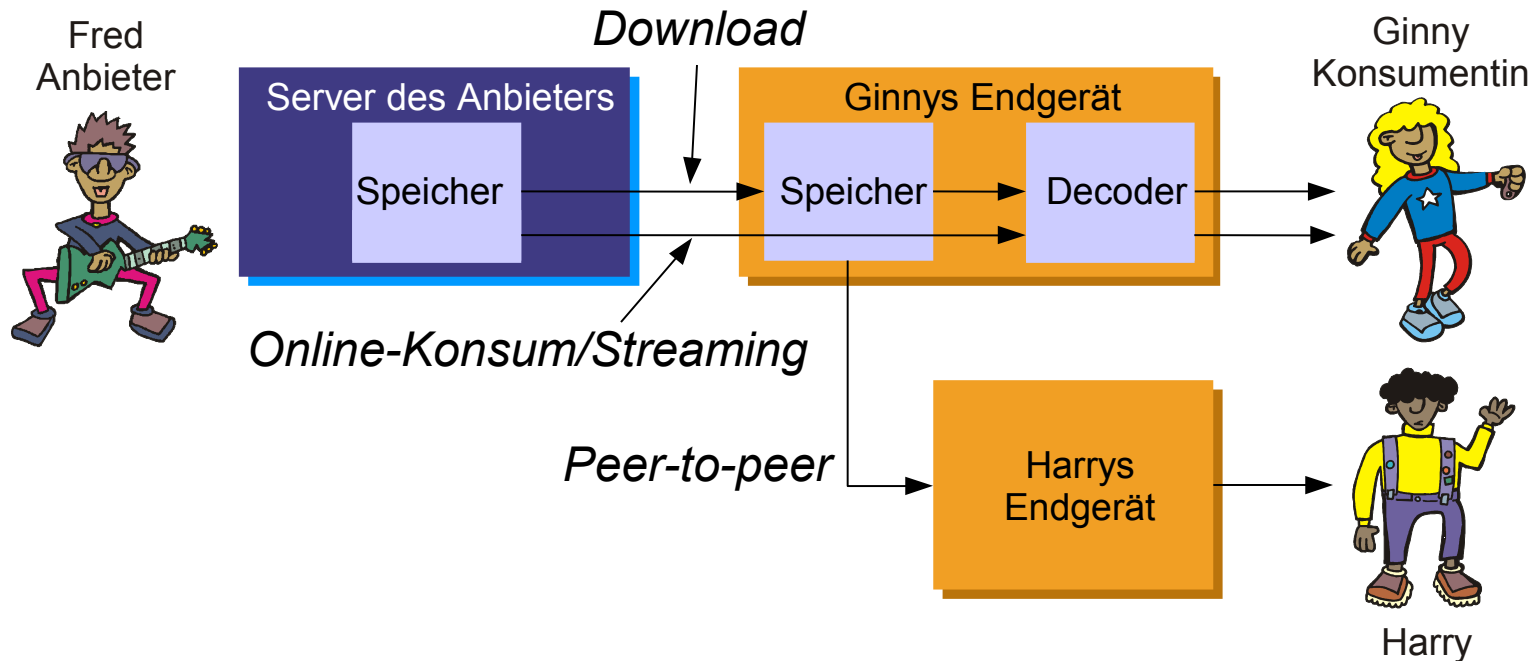 Fred
Anbieter
Download
Ginny
Konsumentin
Server des Anbieters
Ginnys Endgerät
Speicher
Speicher
Decoder
Online-Konsum/Streaming
Peer-to-peer
Harrys
Endgerät
Harry